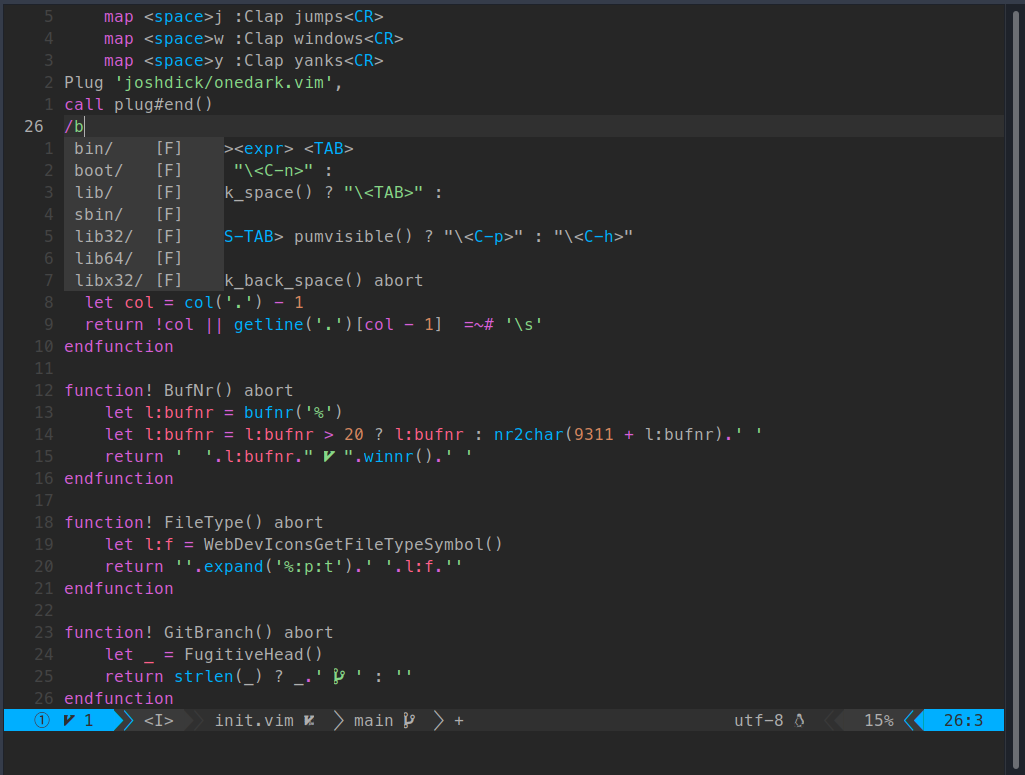 5     map <space>j :Clap jumps<CR>
4     map <space>w :Clap windows<CR>
3     map <space>y :Clap yanks<CR>
2 Plug 'joshdick/onedark.vim',
1 call plug#end()
26 /b
1 bin/ [F] ><expr> <TAB>
2 boot/ [F] "\<C-n>" :
3 lib/ [F] k_space() ? "\<TAB>" :
4 sbin/ [F]
5 lib32/ [F] S-TAB> pumvisible() ? "\<C-p>" : "\<C-h>"
6 lib64/ [F]
7 libx32/ [F] k_back_space() abort
8   let col = col('.') - 1
9   return !col || getline('.')[col - 1]  =~# '\s'
10 endfunction
11
12 function! BufNr() abort
13     let l:bufnr = bufnr('%')
14     let l:bufnr = l:bufnr > 20 ? l:bufnr : nr2char(9311 + l:bufnr).' '
15     return '  '.l:bufnr."  ".winnr().' '
16 endfunction
17
18 function! FileType() abort
19     let l:f = WebDevIconsGetFileTypeSymbol()
20     return ''.expand('%:p:t').' '.l:f.''
21 endfunction
22
23 function! GitBranch() abort
24     let _ = FugitiveHead()
25     return strlen(_) ? _.'  ' : ''
26 endfunction
① 1 <I> init.vim main + utf-8 15% 26:3